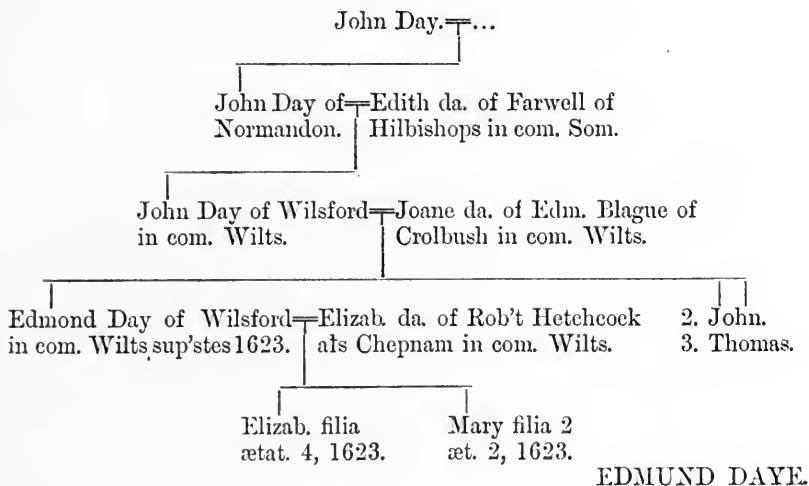 John Day. ...
John Day of Edith da. of Farwell of
Normandon. Hilbishops in com. Som.
John Day of Wilsford Joane da. of Edm. Blague of
in com. Wilts. Crolbush in com. Wilts.
Edmond Day of Wilsford Elizab. da. of Rob't Hetchcock 2. John.
in com. Wilts sup'stes 1623. als Chepnam in com. Wilts. 3. Thomas.
Elizab. filia Mary filia 2
ætat. 4, 1623. æt. 2, 1623.
EDMUND DAYE.